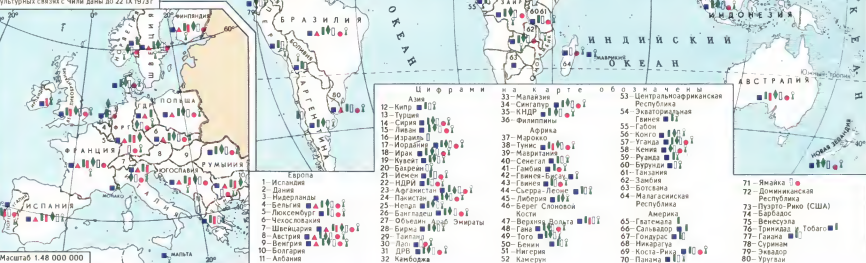 культурных связях с Чили даны до 22 IX 1973 г
ФИНЛЯНДИЯ
ШВЕЦИЯ
ПОЛЬША
ГДР
ФРГ
ФРАНЦИЯ
РУМЫНИЯ
ЮГОСЛАВИЯ
МОНАКО
ИСПАНИЯ
МАЛЬТА
Масштаб 1:48 000 000
БРАЗИЛИЯ
БОЛИВИЯ
АРГЕНТИНА
ОКЕАН
ЗАИР
ИНДИЙСКИЙ
ОКЕАН
МАВРИКИЙ
ИНДОНЕЗИЯ
Южный тропик
АВСТРАЛИЯ
НОВАЯ ЗЕЛАНДИЯ
Цифрами на карте обозначены
Европа
1—Исландия
2—Дания
3—Нидерланды
4—Бельгия
5—Люксембург
6—Чехословакия
7—Швейцария
8—Австрия
9—Венгрия
10—Болгария
11—Албания
Азия
12—Кипр
13—Турция
14—Сирия
15—Ливан
16—Израиль
17—Иордания
18—Ирак
19—Кувейт
20—Бахрейн
21—Йемен
22—НДРЙ
23—Афганистан
24—Пакистан
25—Непал
26—Бангладеш
27—Объедин. Араб. Эмираты
28—Бирма
29—Таиланд
30—Лаос
31—ДРВ
32—Камбоджа
33—Малайзия
34—Сингапур
35—КНДР
36—Филиппины
Африка
37—Марокко
38—Тунис
39—Мавритания
40—Сенегал
41—Гамбия
42—Гвинея-Бисау
43—Гвинея
44—Сьерра-Леоне
45—Либерия
46—Берег Слоновой
Кости
47—Верхняя Вольта
48—Гана
49—Того
50—Бенин
51—Нигерия
52—Камерун
53—Центральноафриканская
Республика
54—Экваториальная
Гвинея
55—Габон
56—Конго
57—Уганда
58—Кения
59—Руанда
60—Бурунди
61—Танзания
62—Замбия
63—Ботсвана
64—Малагасийская
Республика
Америка
65—Гватемала
66—Сальвадор
67—Гондурас
68—Никарагуа
69—Коста-Рика
70—Панама
71—Ямайка
72—Доминиканская
Республика
73—Пуэрто-Рико (США)
74—Барбадос
75—Венесуэла
76—Тринидад и Тобаго
77—Гайана
78—Суринам
79—Эквадор
80—Уругвай